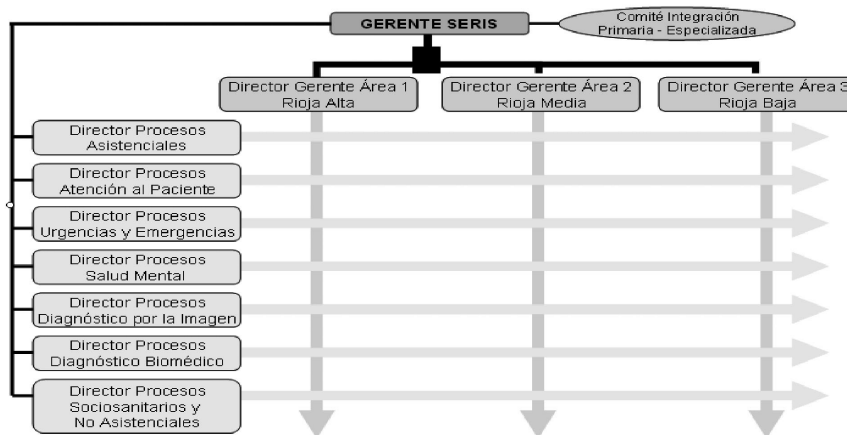 GERENTE SERIS
Comité Integración
Primaria - Especializada
Director Gerente Área 1
Rioja Alta
Director Gerente Área 2
Rioja Media
Director Gerente Área 3
Rioja Baja
Director Procesos
Asistenciales
Director Procesos
Atención al Paciente
Director Procesos
Urgencias y Emergencias
Director Procesos
Salud Mental
Director Procesos
Diagnóstico por la Imagen
Director Procesos
Diagnóstico Biomédico
Director Procesos
Sociosanitarios y
No Asistenciales